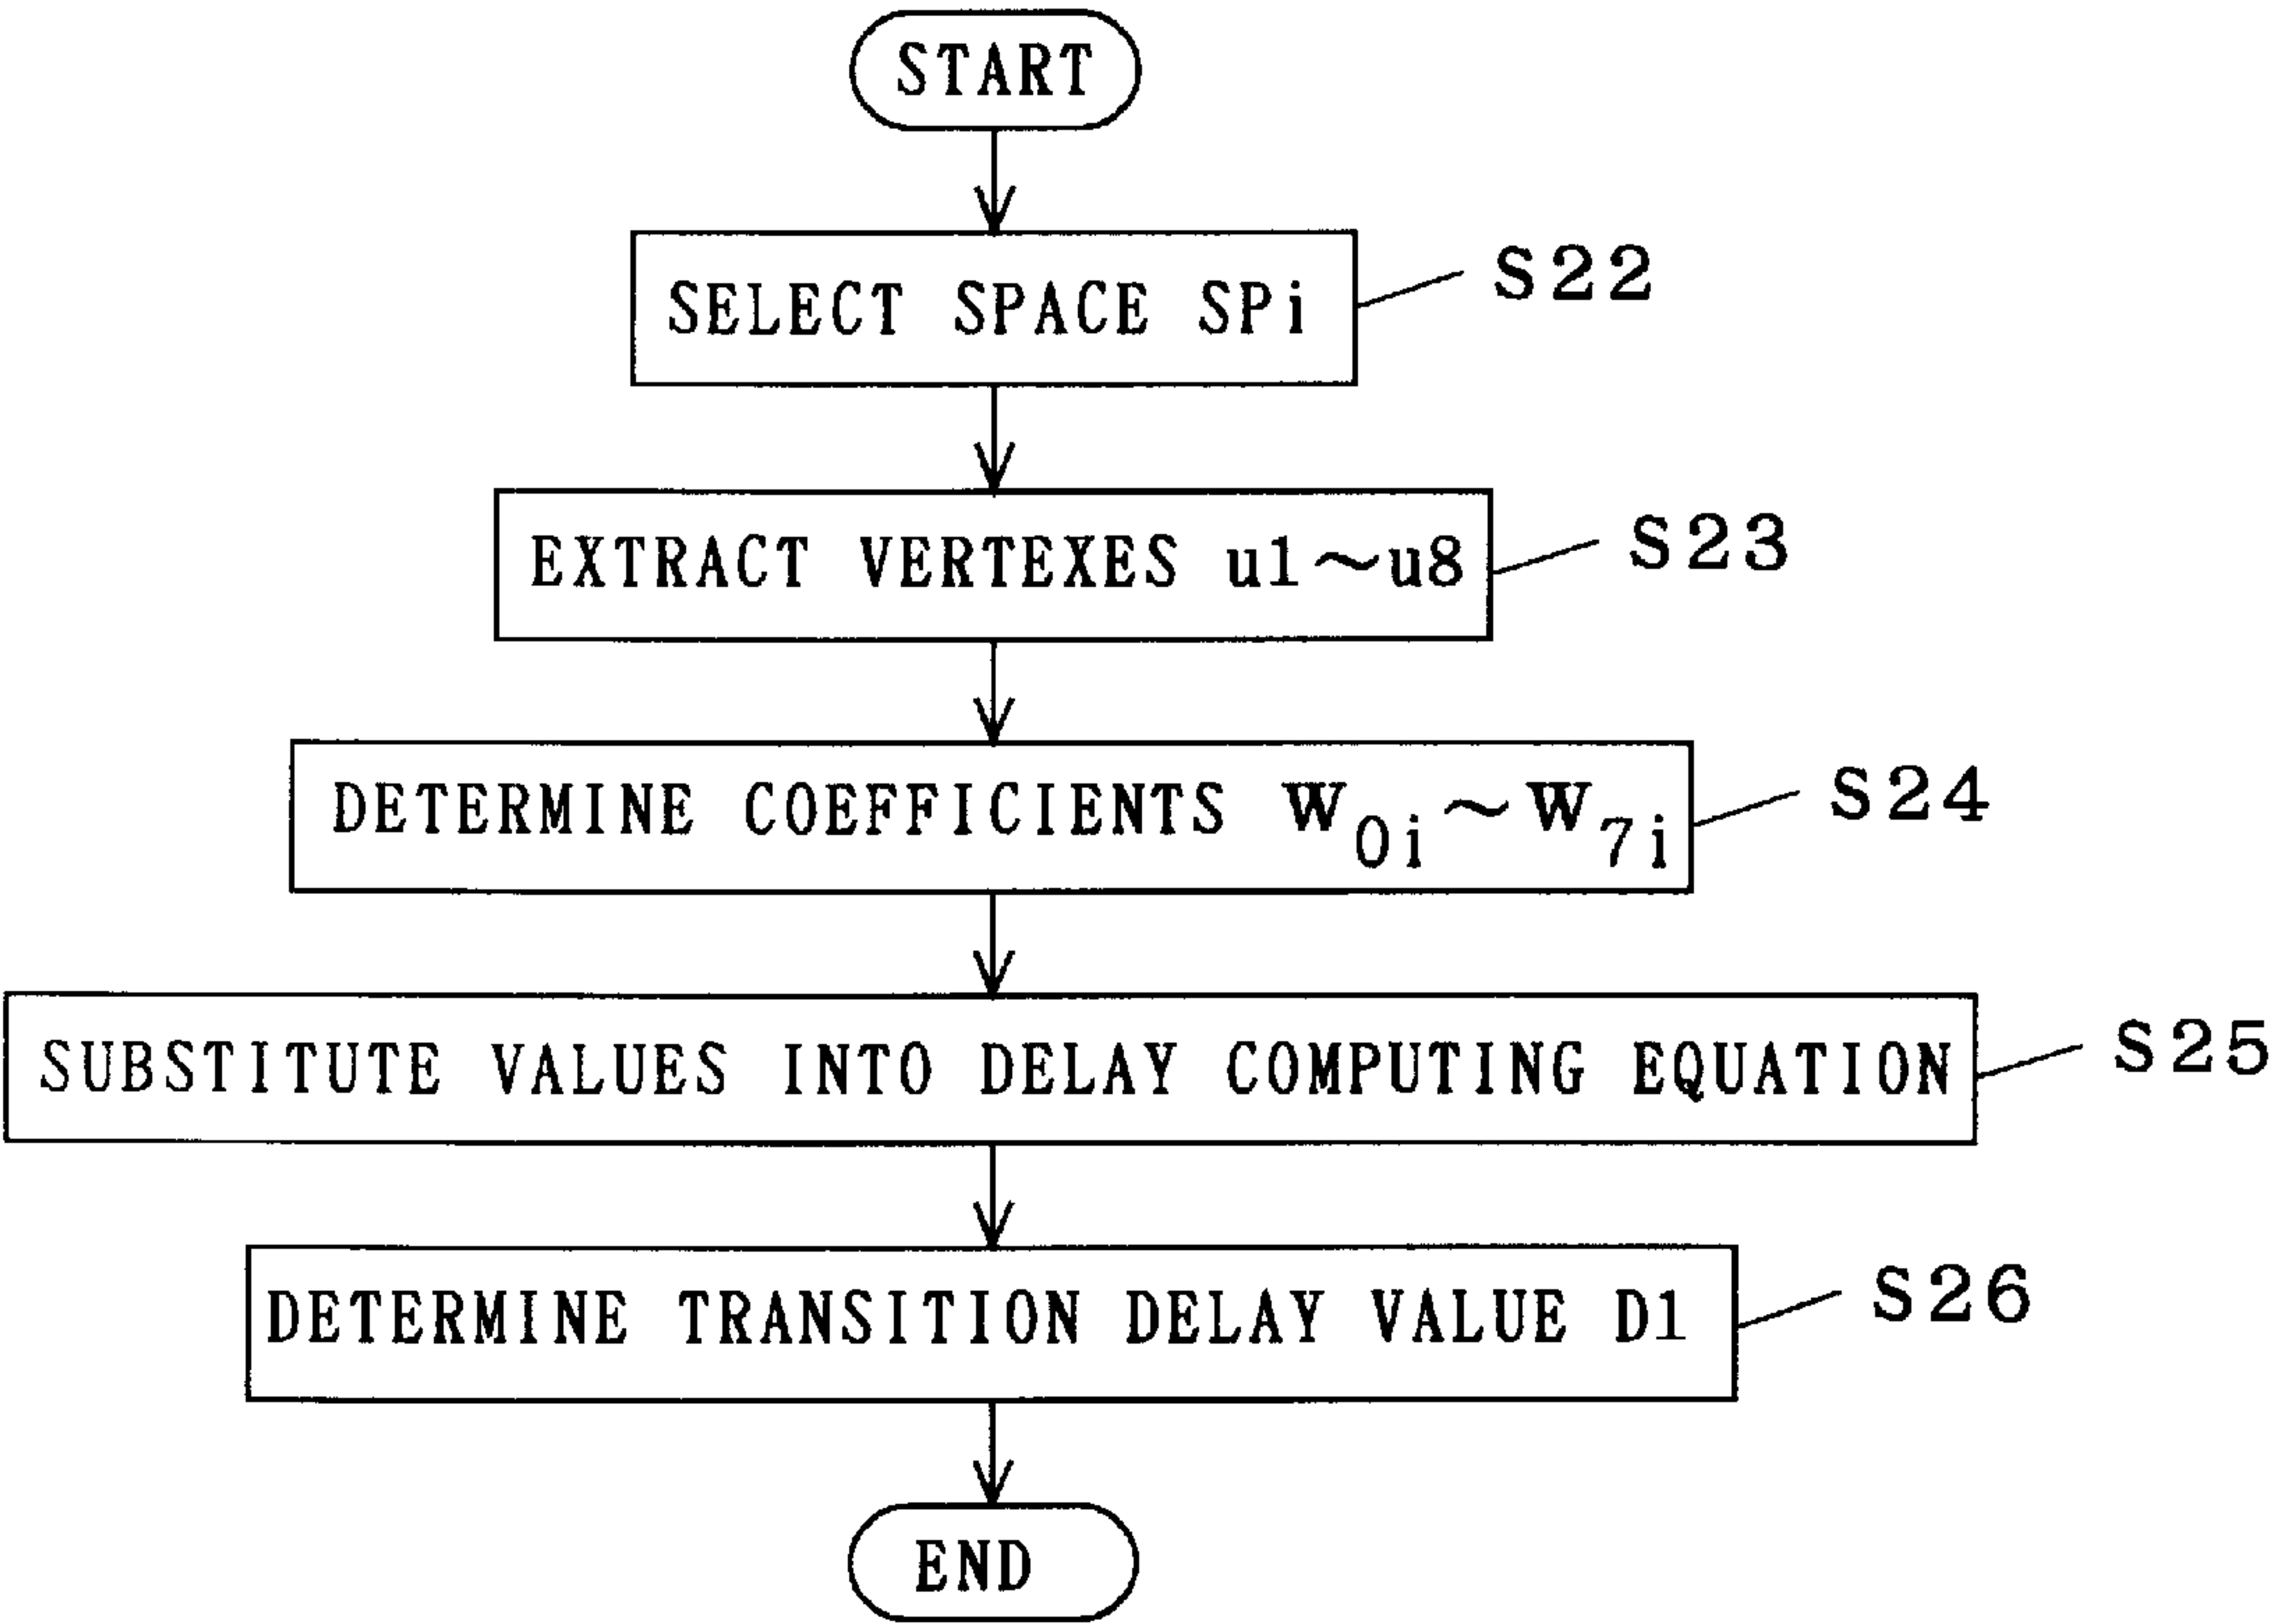 START
SELECT SPACE SPi S22
EXTRACT VERTEXES u1～u8 S23
DETERMINE COEFFICIENTS W0i～W7i S24
SUBSTITUTE VALUES INTO DELAY COMPUTING EQUATION S25
DETERMINE TRANSITION DELAY VALUE D1 S26
END